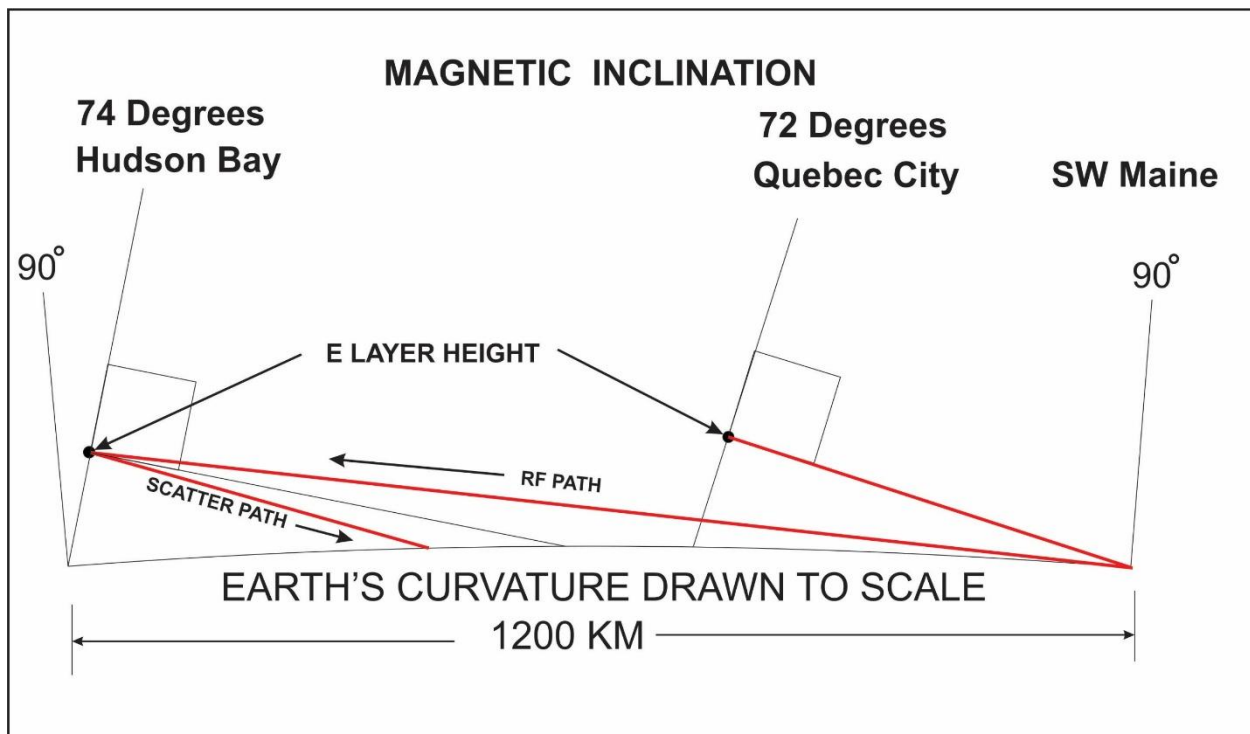 MAGNETIC INCLINATION
74 Degrees
Hudson Bay
72 Degrees
Quebec City
SW Maine
90°
90°
E LAYER HEIGHT
RF PATH
SCATTER PATH
EARTH'S CURVATURE DRAWN TO SCALE
1200 KM